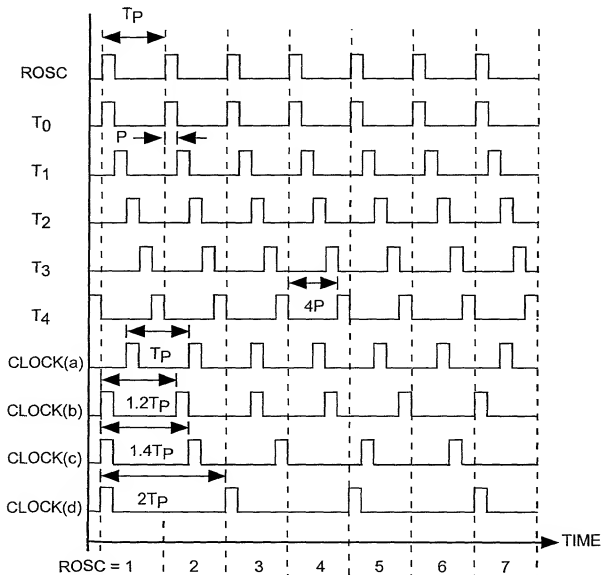 TP
ROSC
T0
P
T1
T2
T3
T4
4P
CLOCK(a)
TP
CLOCK(b)
1.2TP
CLOCK(c)
1.4TP
CLOCK(d)
2TP
TIME
ROSC = 1 2 3 4 5 6 7